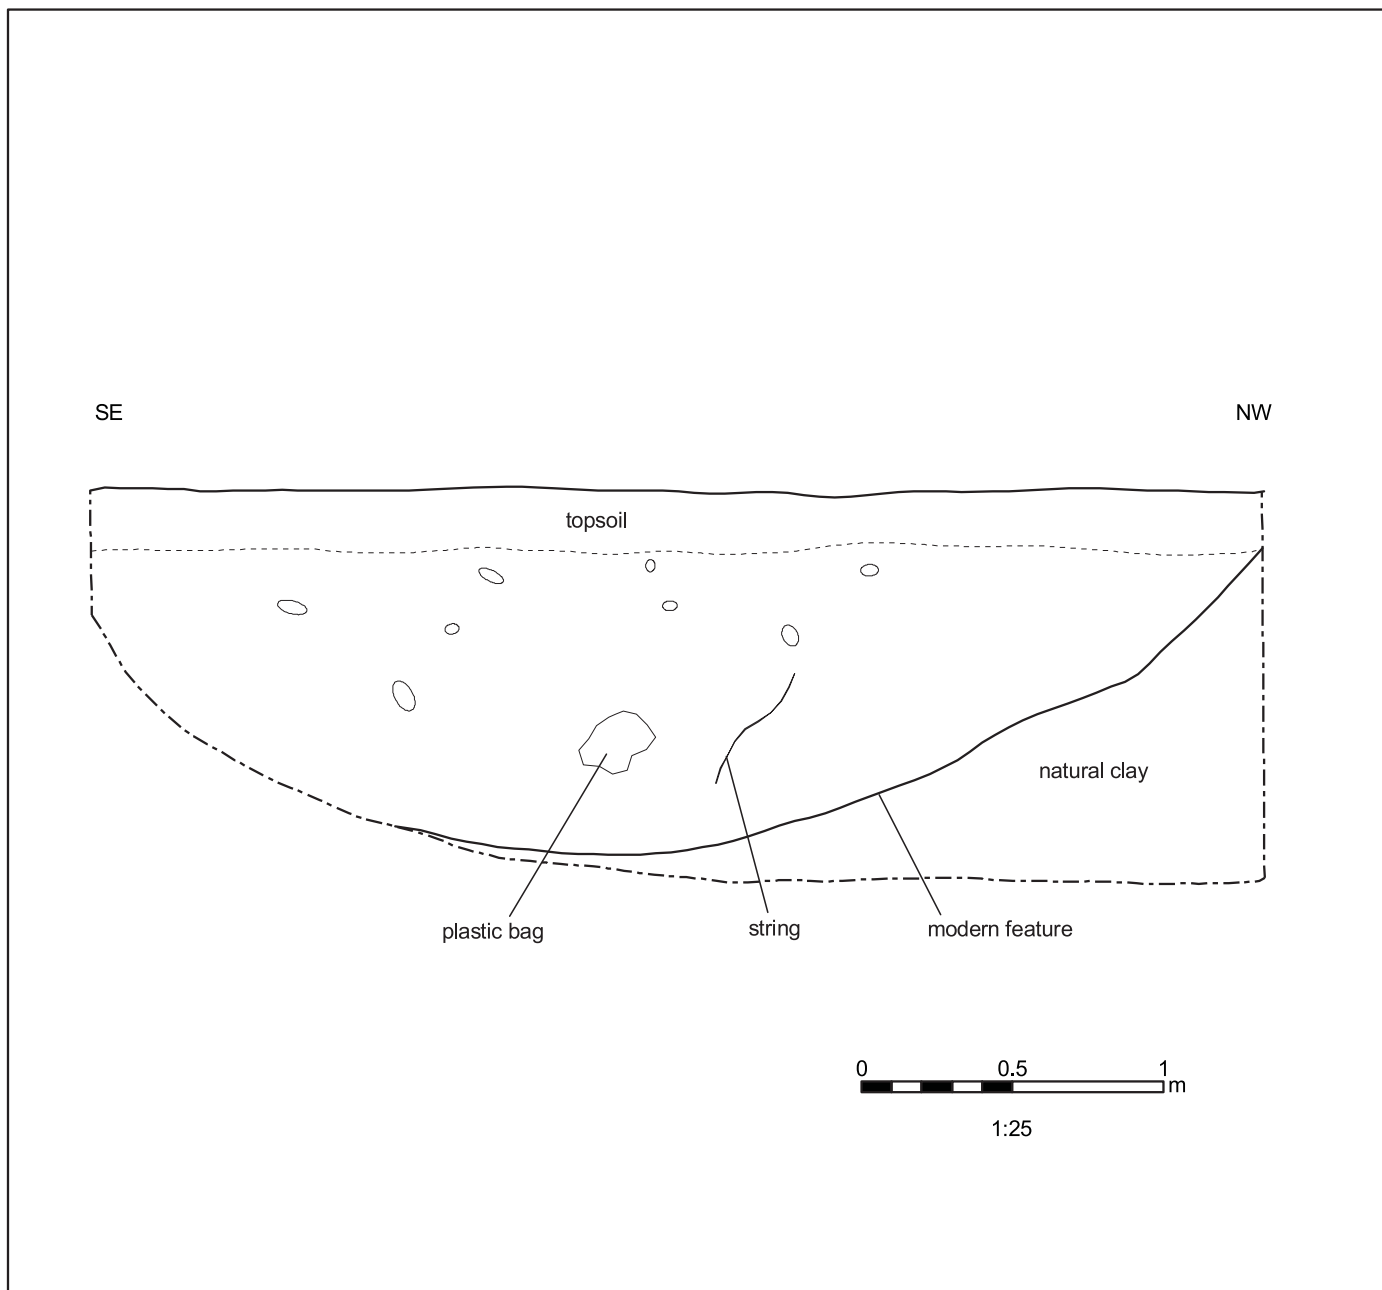 SE
NW
topsoil
natural clay
plastic bag
string
modern feature
0
0.5
1
m
1:25